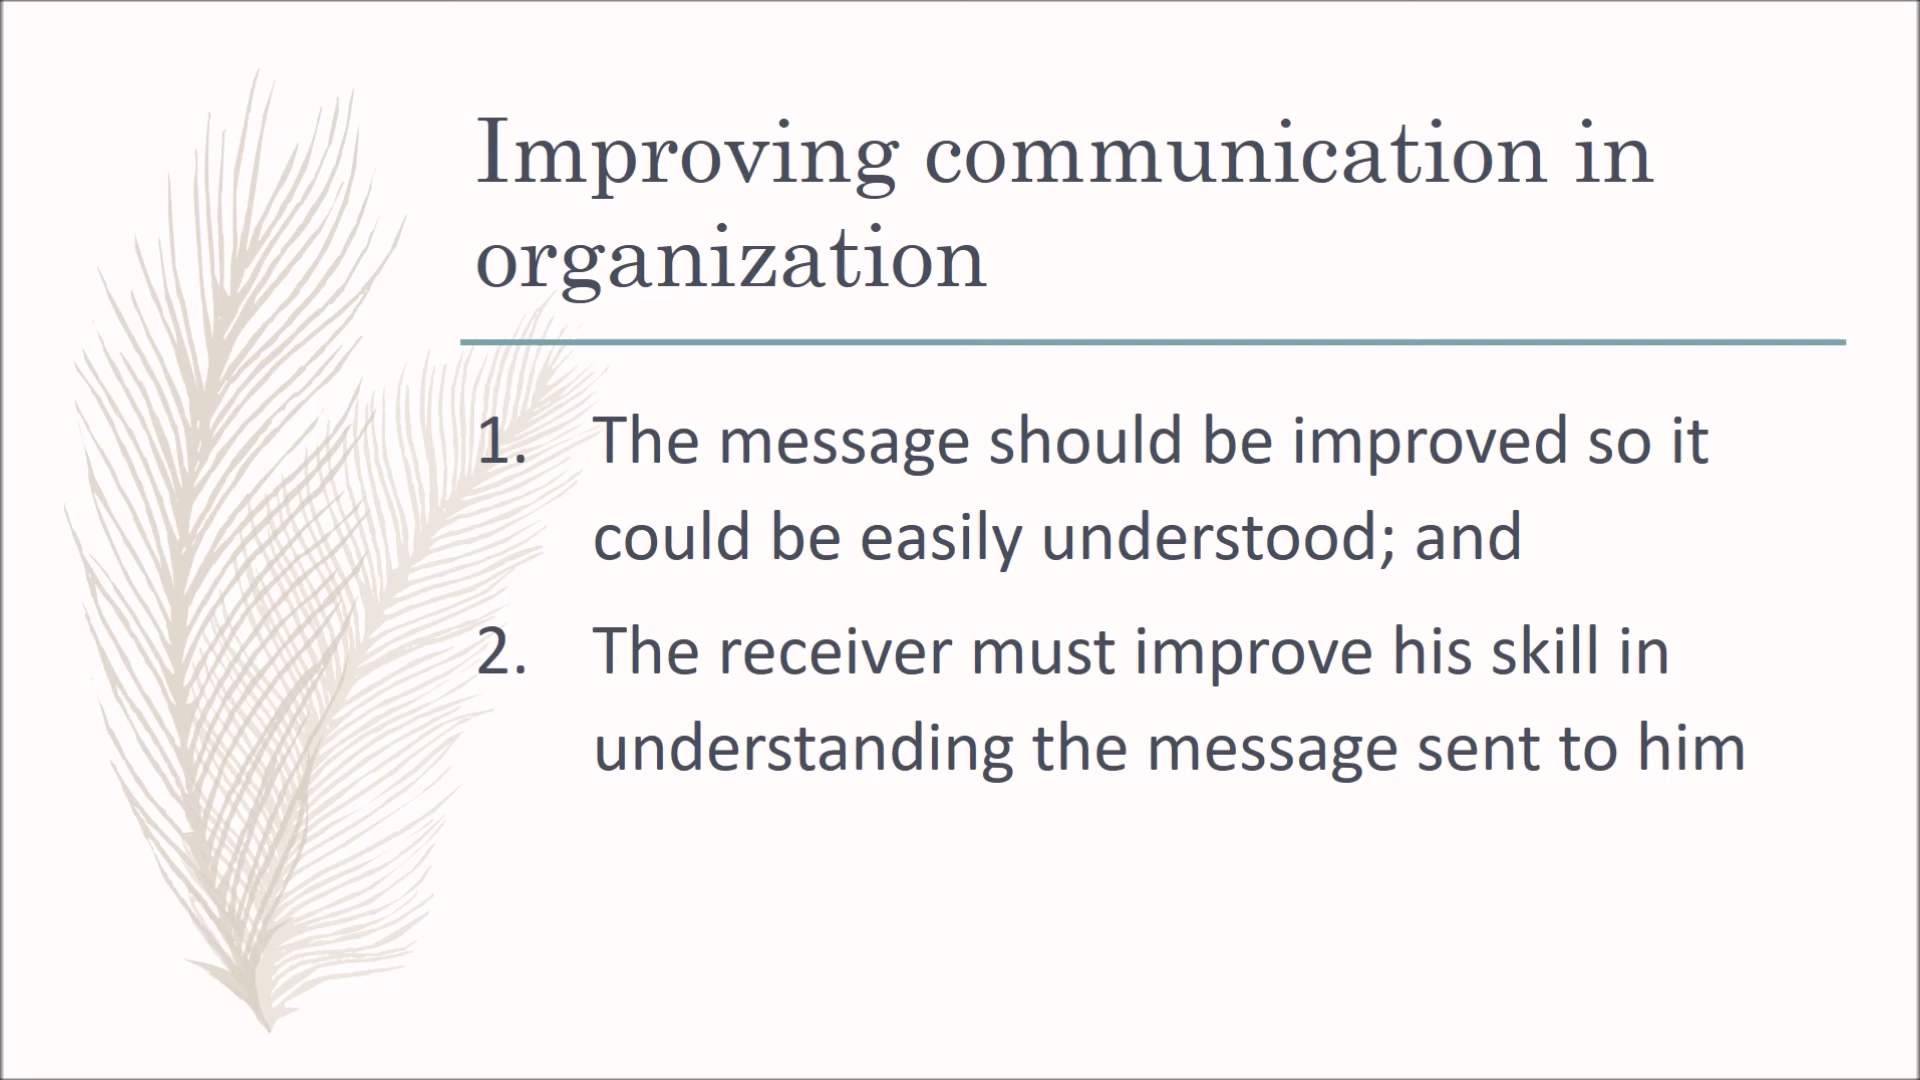 Improving communication in
organization
1. The message should be improved so it
could be easily understood; and
2. The receiver must improve his skill in
understanding the message sent to him